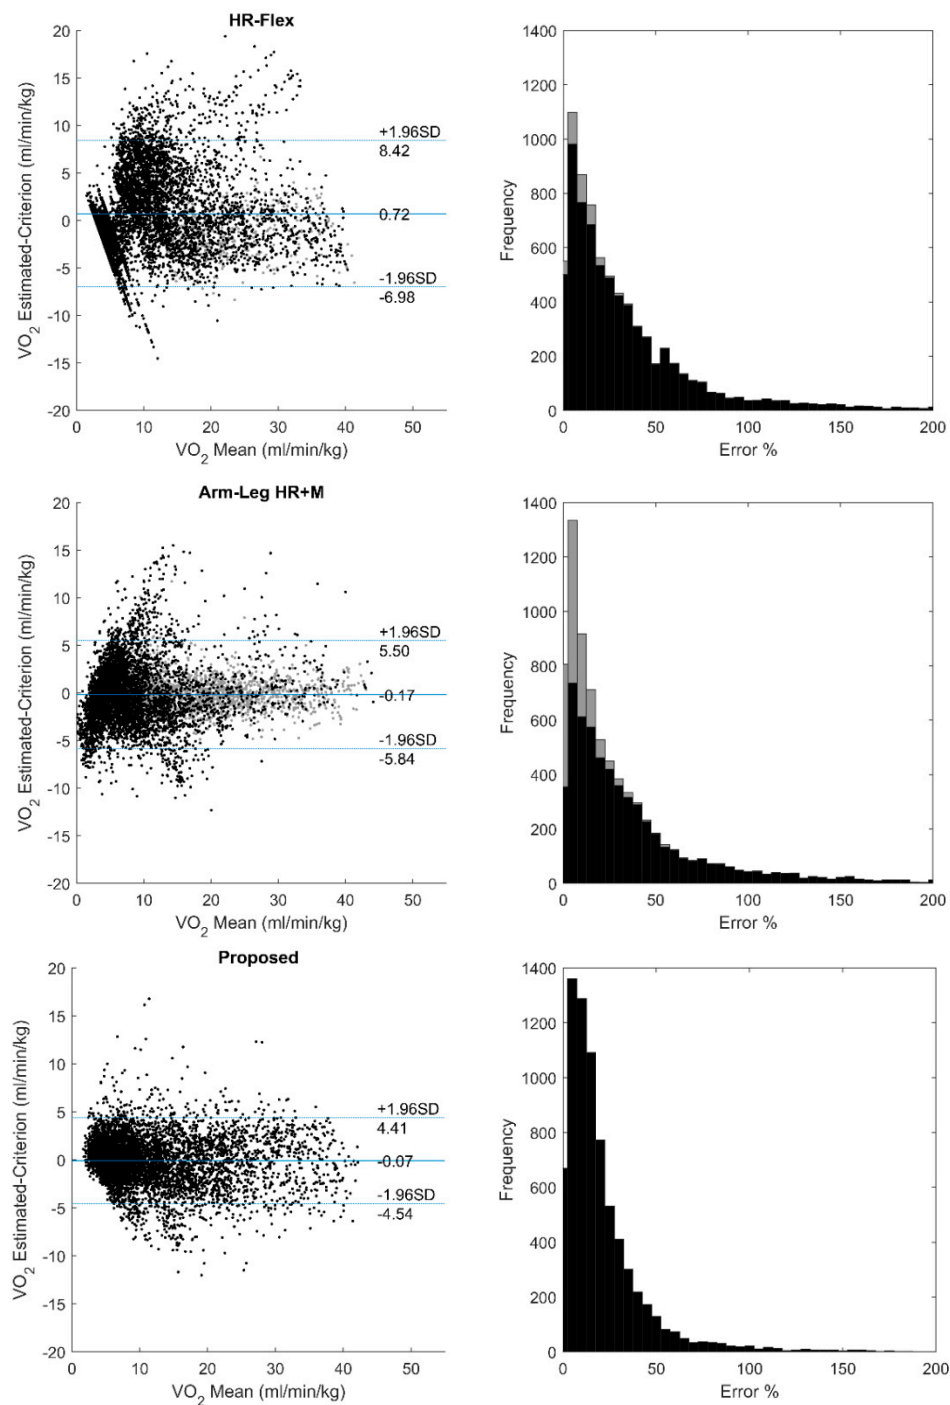 HR-Flex
20
15
10
5
0
-5
-10
-15
-20
VO2 Estimated-Criterion (ml/min/kg)
+1.96SD
8.42
0.72
-1.96SD
-6.98
0 10 20 30 40 50
VO2 Mean (ml/min/kg)
1400
1200
1000
800
600
400
200
0
Frequency
0 50 100 150 200
Error %
Arm-Leg HR+M
20
15
10
5
0
-5
-10
-15
-20
VO2 Estimated-Criterion (ml/min/kg)
+1.96SD
5.50
-0.17
-1.96SD
-5.84
0 10 20 30 40 50
VO2 Mean (ml/min/kg)
1400
1200
1000
800
600
400
200
0
Frequency
0 50 100 150 200
Error %
Proposed
20
15
10
5
0
-5
-10
-15
-20
VO2 Estimated-Criterion (ml/min/kg)
+1.96SD
4.41
-0.07
-1.96SD
-4.54
0 10 20 30 40 50
VO2 Mean (ml/min/kg)
1400
1200
1000
800
600
400
200
0
Frequency
0 50 100 150 200
Error %